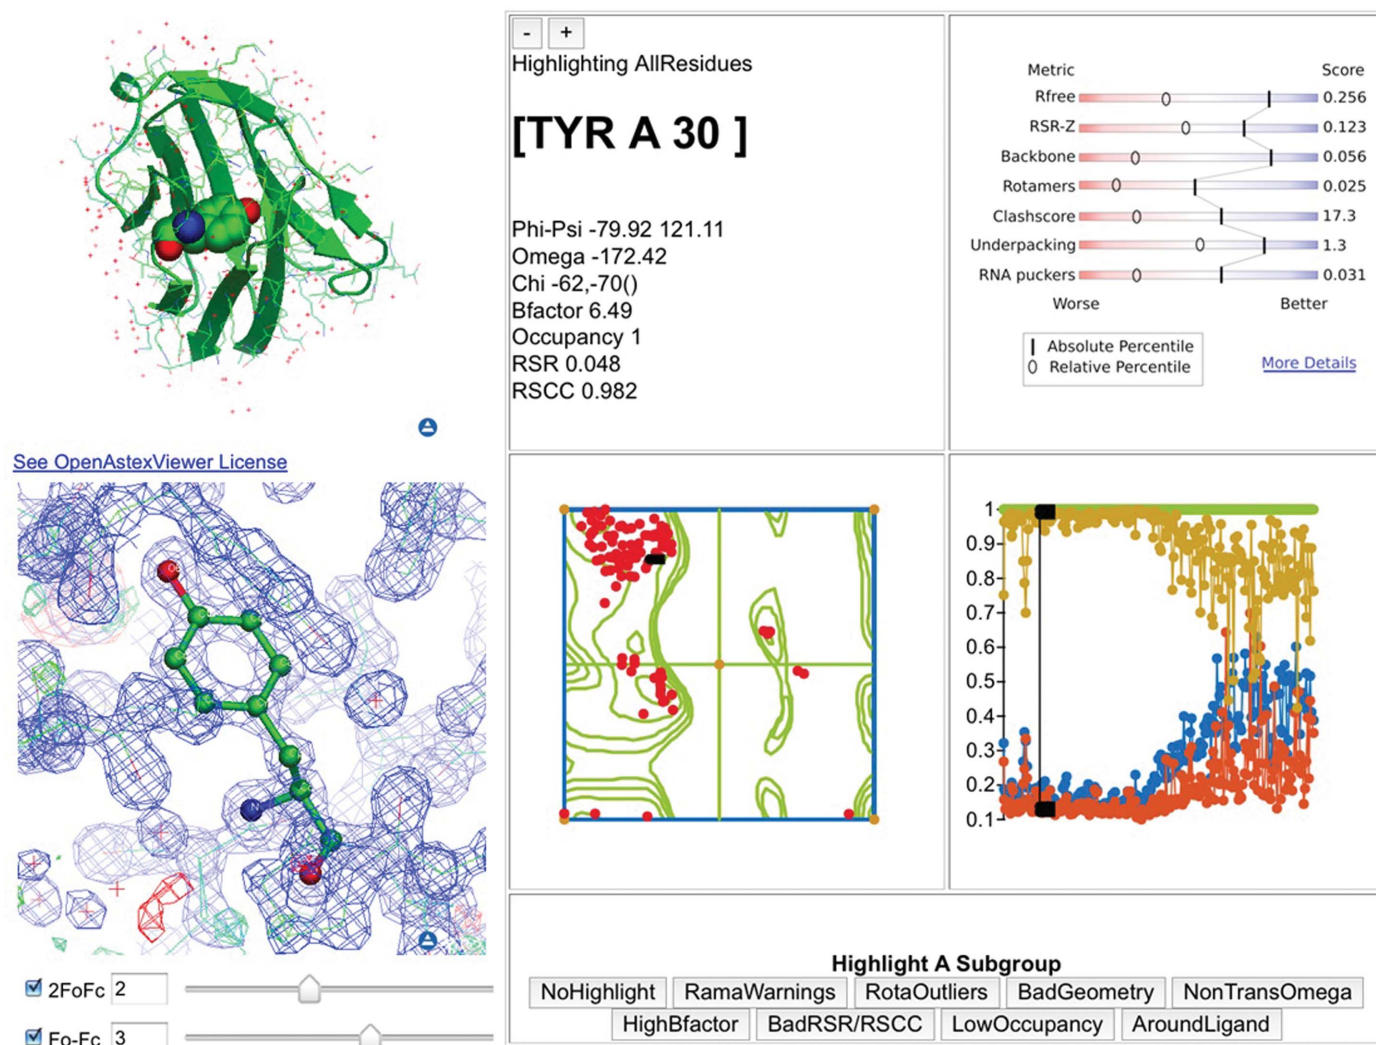 See OpenAstexViewer License
2FoFc 2
Fo-Fc 3
- +
Highlighting AllResidues
[TYR A 30 ]
Phi-Psi -79.92 121.11
Omega -172.42
Chi -62,-70()
Bfactor 6.49
Occupancy 1
RSR 0.048
RSCC 0.982
Metric Score
Rfree 0.256
RSR-Z 0.123
Backbone 0.056
Rotamers 0.025
Clashscore 17.3
Underpacking 1.3
RNA puckers 0.031
Worse Better
Absolute Percentile
Relative Percentile
More Details
1
0.9
0.8
0.7
0.6
0.5
0.4
0.3
0.2
0.1
Highlight A Subgroup
NoHighlight RamaWarnings RotaOutliers BadGeometry NonTransOmega
HighBfactor BadRSR/RSCC LowOccupancy AroundLigand